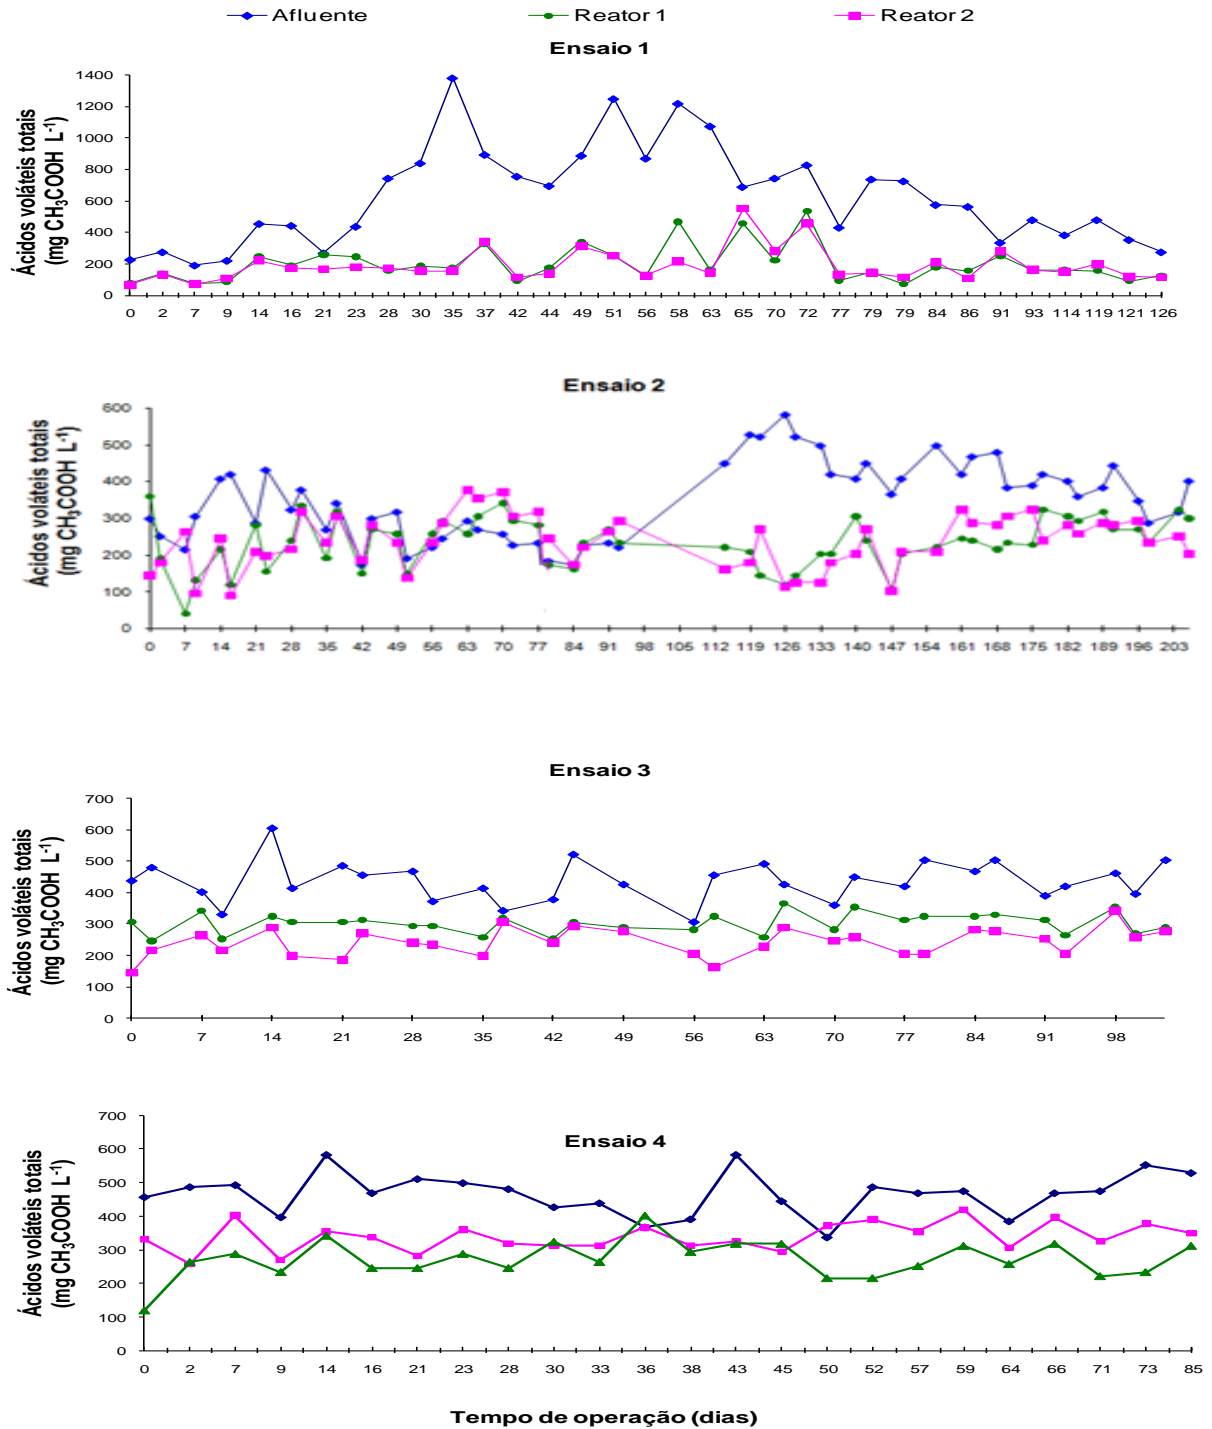 Afluente Reator 1 Reator 2
Ensaio 1
Ácidos voláteis totais
(mg CH₃COOH L⁻¹)
1400
1200
1000
800
600
400
200
0
0 2 7 9 14 16 21 23 28 30 35 37 42 44 49 51 56 58 63 65 70 72 77 79 79 84 86 91 93 114 119 121 126
Ensaio 2
Ácidos voláteis totais
(mg CH₃COOH L⁻¹)
600
500
400
300
200
100
0
0 7 14 21 28 35 42 49 56 63 70 77 84 91 98 105 112 119 126 133 140 147 154 161 168 175 182 189 196 203
Ensaio 3
Ácidos voláteis totais
(mg CH₃COOH L⁻¹)
700
600
500
400
300
200
100
0
0 7 14 21 28 35 42 49 56 63 70 77 84 91 98
Ensaio 4
Ácidos voláteis totais
(mg CH₃COOH L⁻¹)
700
600
500
400
300
200
100
0
0 2 7 9 14 16 21 23 28 30 33 36 38 43 45 50 52 57 59 64 66 71 73 85
Tempo de operação (dias)